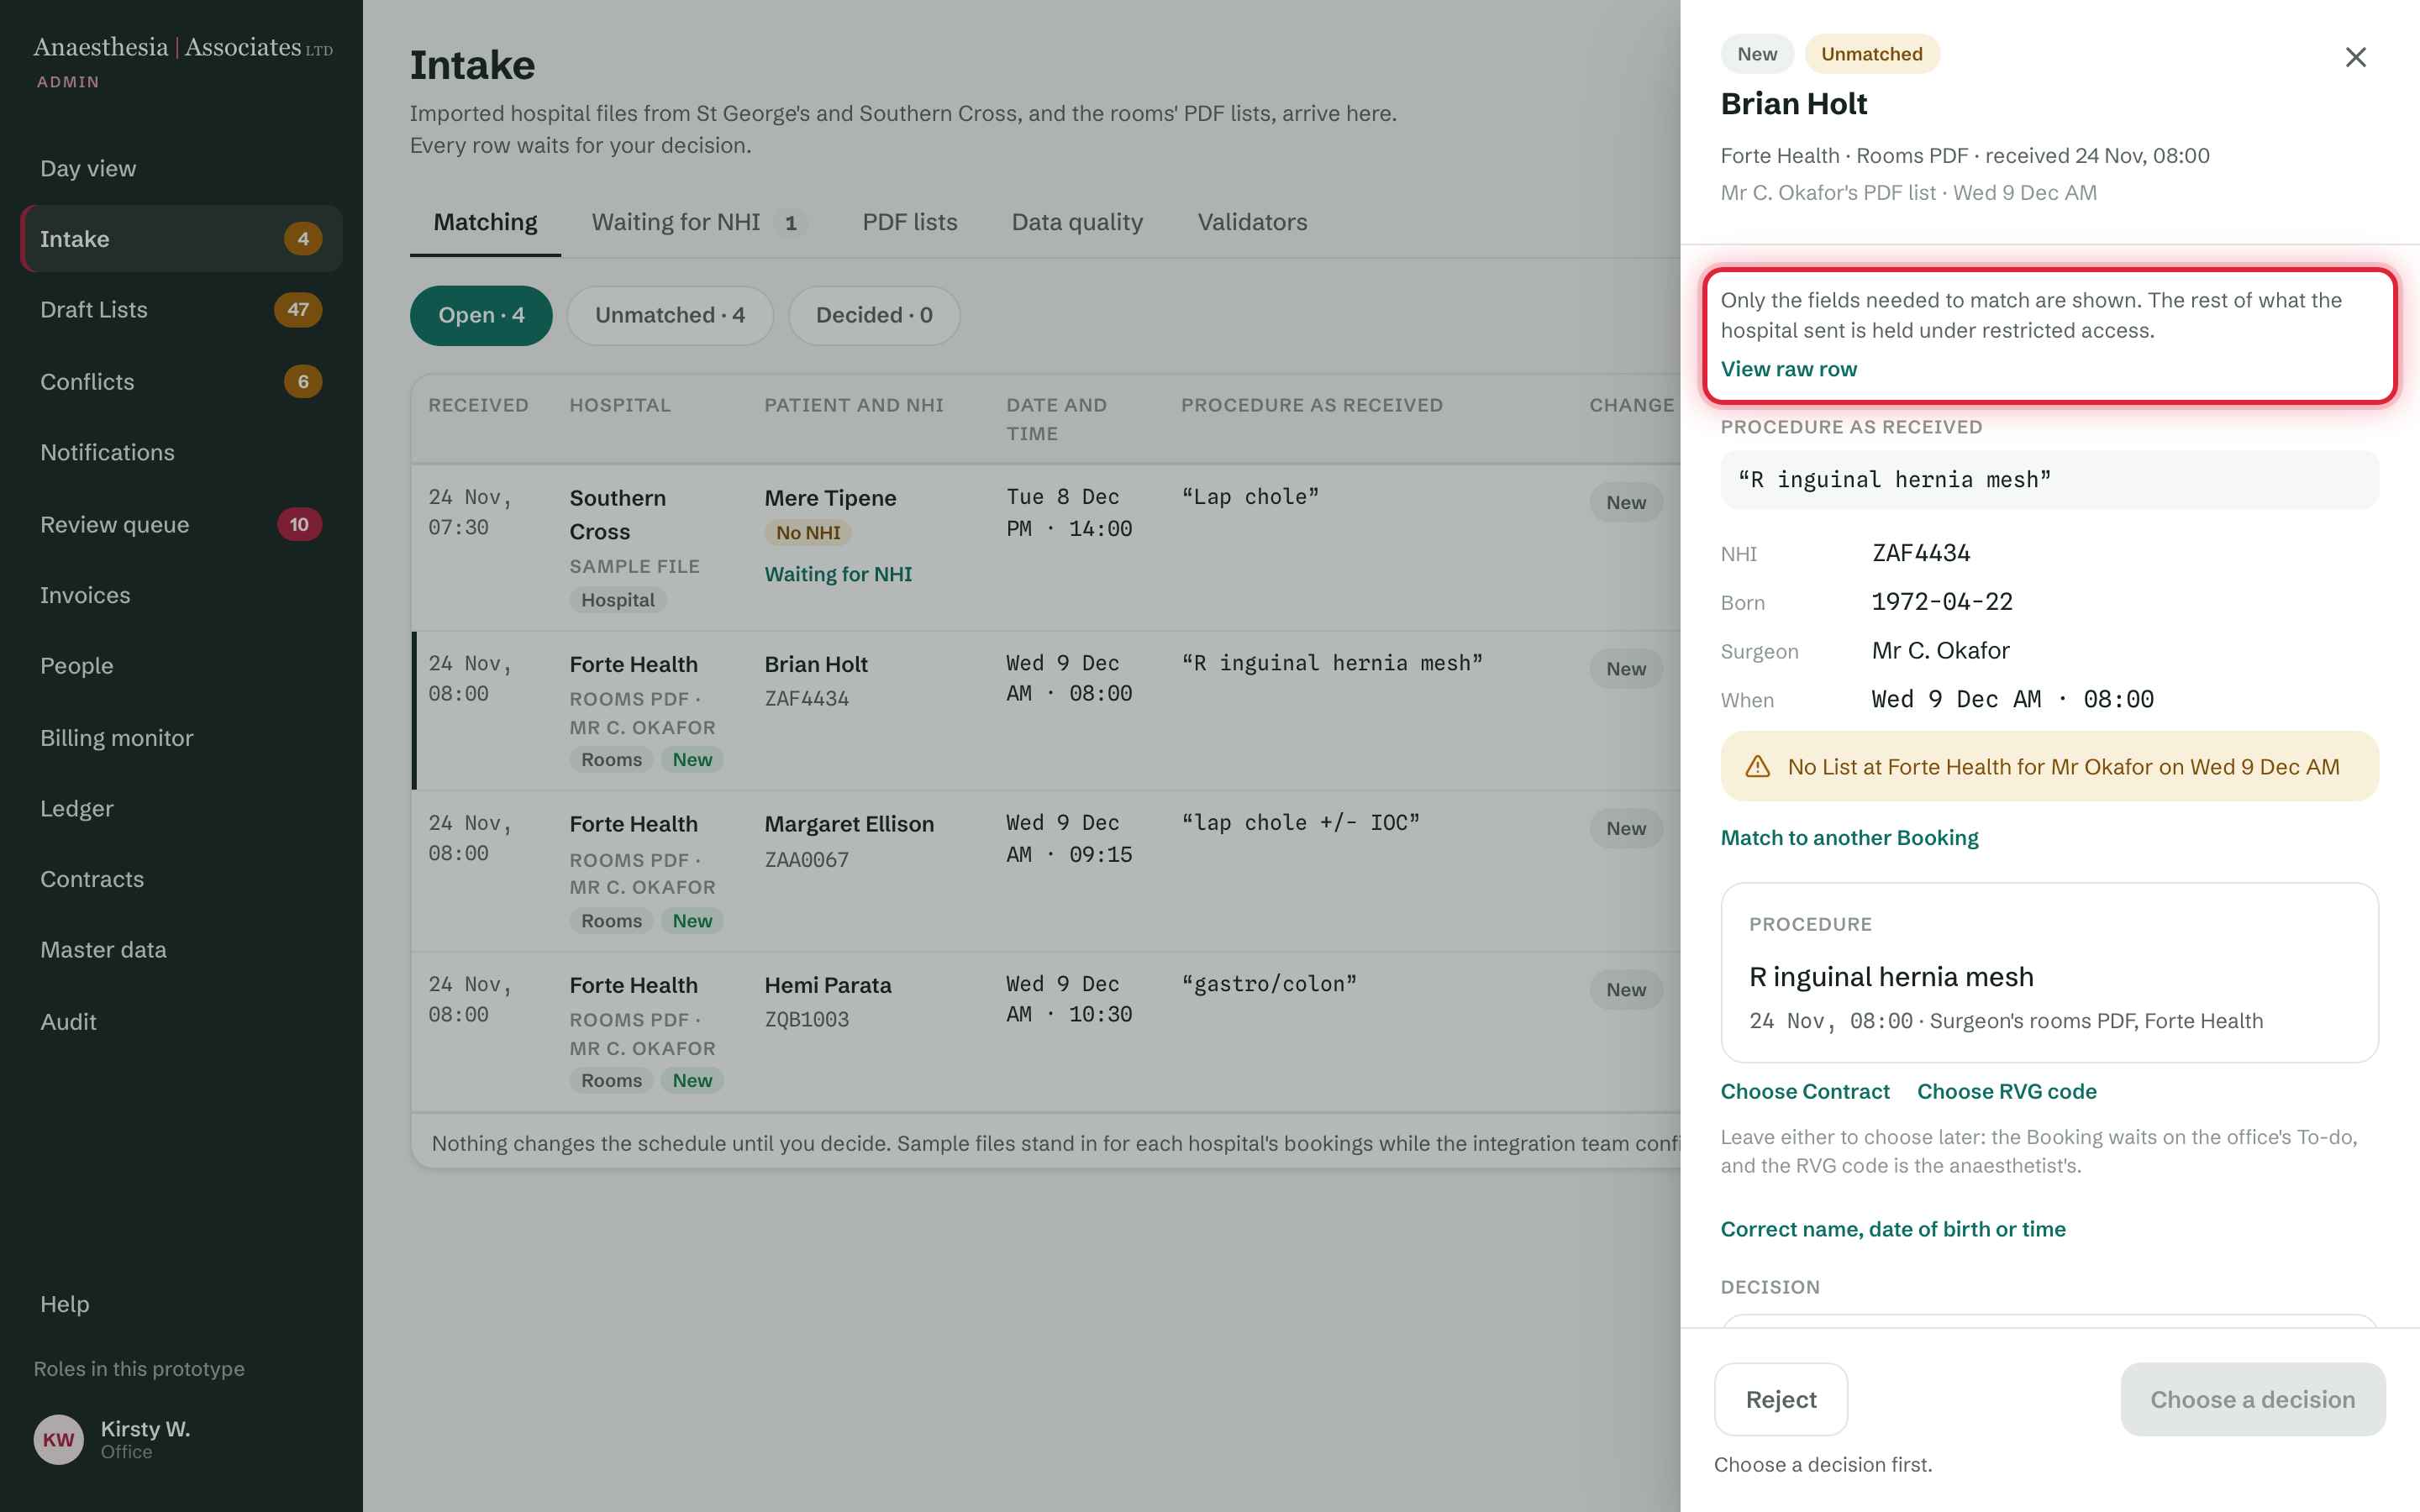 Anaesthesia | Associates LTD
ADMIN
Day view
Intake 4
Draft Lists 47
Conflicts 6
Notifications
Review queue 10
Invoices
People
Billing monitor
Ledger
Contracts
Master data
Audit
Help
Roles in this prototype
KW
Kirsty W.
Office
Intake
Imported hospital files from St George's and Southern Cross, and the rooms' PDF lists, arrive here.
Every row waits for your decision.
Matching Waiting for NHI 1 PDF lists Data quality Validators
Open · 4 Unmatched · 4 Decided · 0
RECEIVED HOSPITAL PATIENT AND NHI DATE AND TIME PROCEDURE AS RECEIVED CHANGE
24 Nov, 07:30
Southern Cross
SAMPLE FILE
Hospital
Mere Tipene
No NHI
Waiting for NHI
Tue 8 Dec
PM · 14:00
“Lap chole”
New
24 Nov, 08:00
Forte Health
ROOMS PDF ·
MR C. OKAFOR
Rooms New
Brian Holt
ZAF4434
Wed 9 Dec
AM · 08:00
“R inguinal hernia mesh”
New
24 Nov, 08:00
Forte Health
ROOMS PDF ·
MR C. OKAFOR
Rooms New
Margaret Ellison
ZAA0067
Wed 9 Dec
AM · 09:15
“lap chole +/- IOC”
New
24 Nov, 08:00
Forte Health
ROOMS PDF ·
MR C. OKAFOR
Rooms New
Hemi Parata
ZQB1003
Wed 9 Dec
AM · 10:30
“gastro/colon”
New
Nothing changes the schedule until you decide. Sample files stand in for each hospital's bookings while the integration team
New Unmatched
Brian Holt
Forte Health · Rooms PDF · received 24 Nov, 08:00
Mr C. Okafor's PDF list · Wed 9 Dec AM
Only the fields needed to match are shown. The rest of what the
hospital sent is held under restricted access.
View raw row
PROCEDURE AS RECEIVED
“R inguinal hernia mesh”
NHI ZAF4434
Born 1972-04-22
Surgeon Mr C. Okafor
When Wed 9 Dec AM · 08:00
No List at Forte Health for Mr Okafor on Wed 9 Dec AM
Match to another Booking
PROCEDURE
R inguinal hernia mesh
24 Nov, 08:00 · Surgeon's rooms PDF, Forte Health
Choose Contract Choose RVG code
Leave either to choose later: the Booking waits on the office's To-do,
and the RVG code is the anaesthetist's.
Correct name, date of birth or time
DECISION
Reject Choose a decision
Choose a decision first.